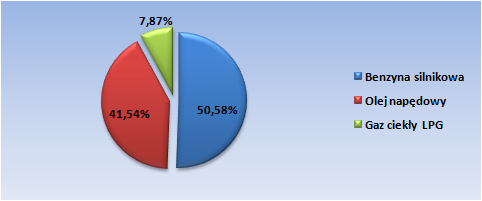 7,87%
41,54%
50,58%
Benzyna silnikowa
Olej napędowy
Gaz ciekły LPG